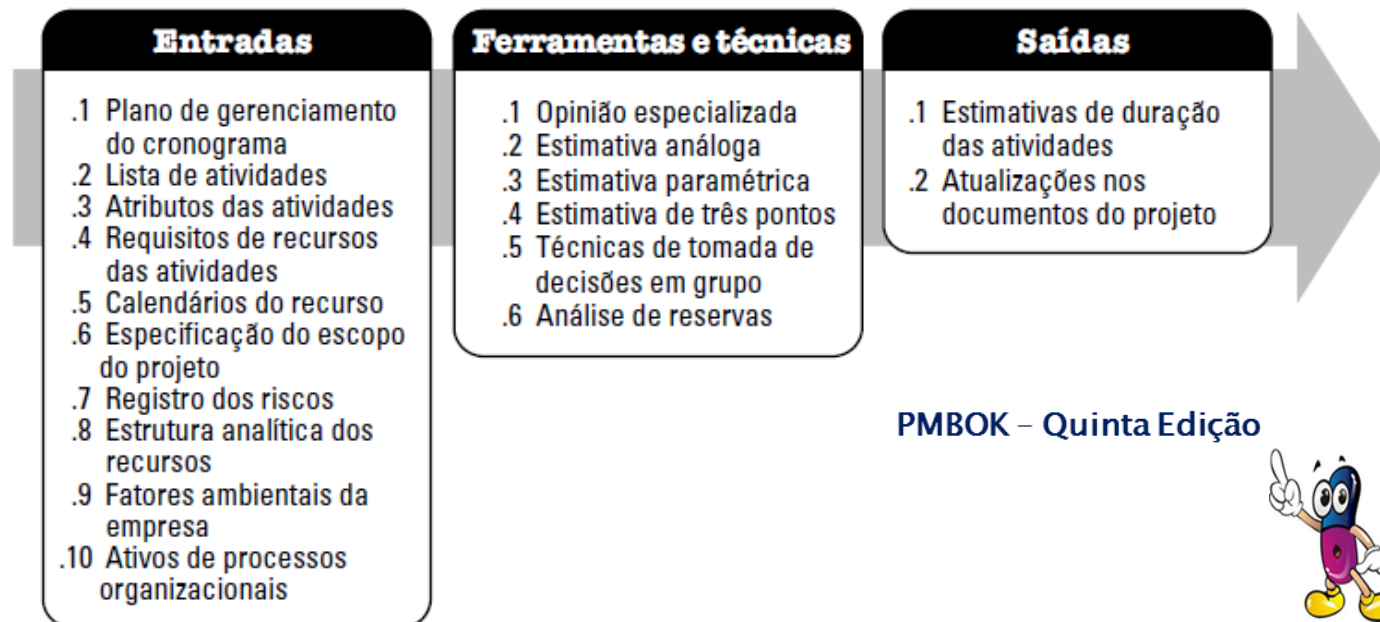 Entradas
.1 Plano de gerenciamento
do cronograma
.2 Lista de atividades
.3 Atributos das atividades
.4 Requisitos de recursos
das atividades
.5 Calendários do recurso
.6 Especificação do escopo
do projeto
.7 Registro dos riscos
.8 Estrutura analítica dos
recursos
.9 Fatores ambientais da
empresa
.10 Ativos de processos
organizacionais
Ferramentas e técnicas
.1 Opinião especializada
.2 Estimativa análoga
.3 Estimativa paramétrica
.4 Estimativa de três pontos
.5 Técnicas de tomada de
decisões em grupo
.6 Análise de reservas
Saídas
.1 Estimativas de duração
das atividades
.2 Atualizações nos
documentos do projeto
PMBOK – Quinta Edição